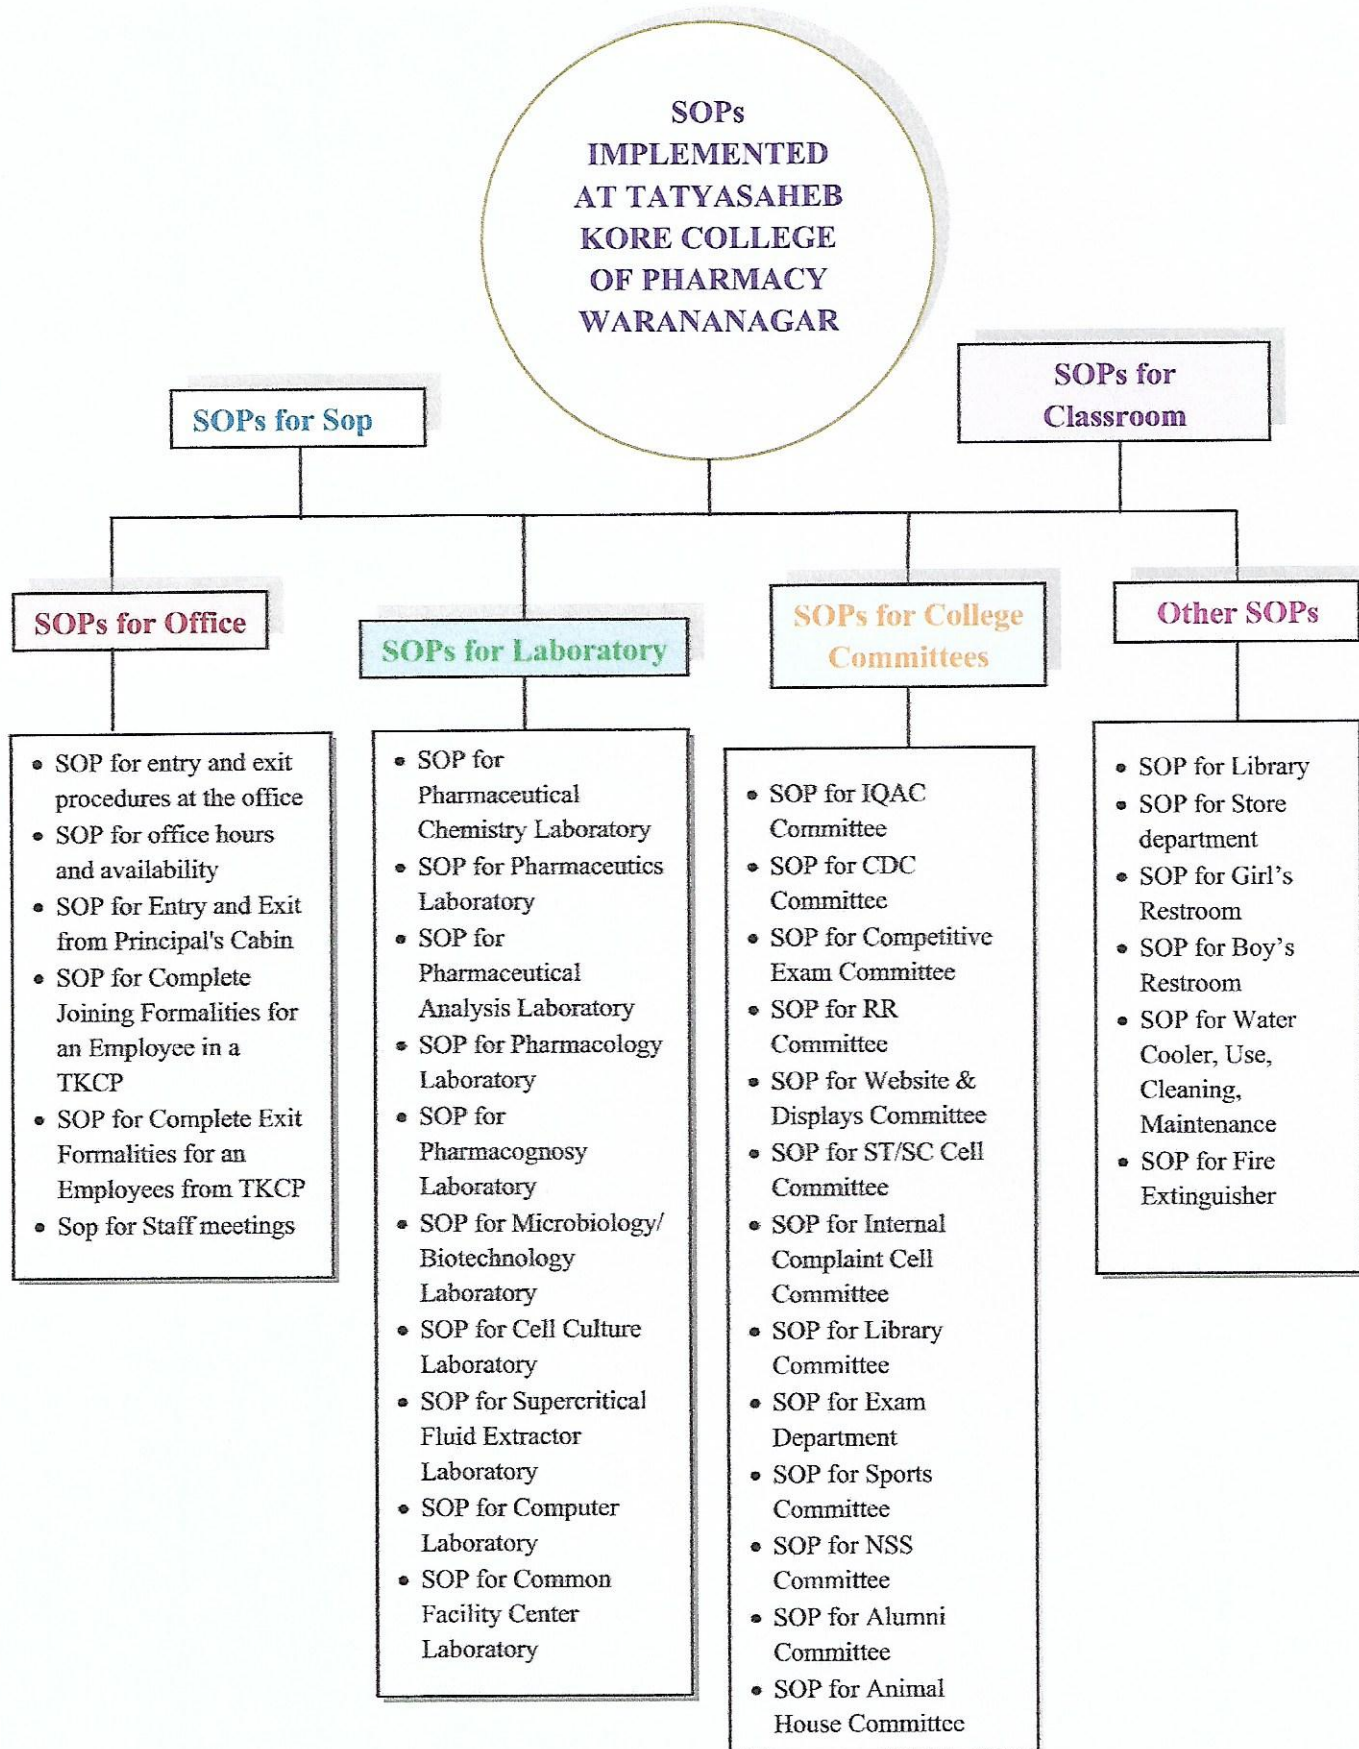 SOPs
IMPLEMENTED
AT TATYASAHEB
KORE COLLEGE
OF PHARMACY
WARANANAGAR
SOPs for Sop
SOPs for
Classroom
SOPs for Office
SOPs for Laboratory
SOPs for College
Committees
Other SOPs
• SOP for entry and exit
procedures at the office
• SOP for office hours
and availability
• SOP for Entry and Exit
from Principal's Cabin
• SOP for Complete
Joining Formalities for
an Employee in a
TKCP
• SOP for Complete Exit
Formalities for an
Employees from TKCP
• Sop for Staff meetings
• SOP for
Pharmaceutical
Chemistry Laboratory
• SOP for Pharmaceutics
Laboratory
• SOP for
Pharmaceutical
Analysis Laboratory
• SOP for Pharmacology
Laboratory
• SOP for
Pharmacognosy
Laboratory
• SOP for Microbiology/
Biotechnology
Laboratory
• SOP for Cell Culture
Laboratory
• SOP for Supercritical
Fluid Extractor
Laboratory
• SOP for Computer
Laboratory
• SOP for Common
Facility Center
Laboratory
• SOP for IQAC
Committee
• SOP for CDC
Committee
• SOP for Competitive
Exam Committee
• SOP for RR
Committee
• SOP for Website &
Displays Committee
• SOP for ST/SC Cell
Committee
• SOP for Internal
Complaint Cell
Committee
• SOP for Library
Committee
• SOP for Exam
Department
• SOP for Sports
Committee
• SOP for NSS
Committee
• SOP for Alumni
Committee
• SOP for Animal
House Committee
• SOP for Library
• SOP for Store
department
• SOP for Girl's
Restroom
• SOP for Boy's
Restroom
• SOP for Water
Cooler, Use,
Cleaning,
Maintenance
• SOP for Fire
Extinguisher